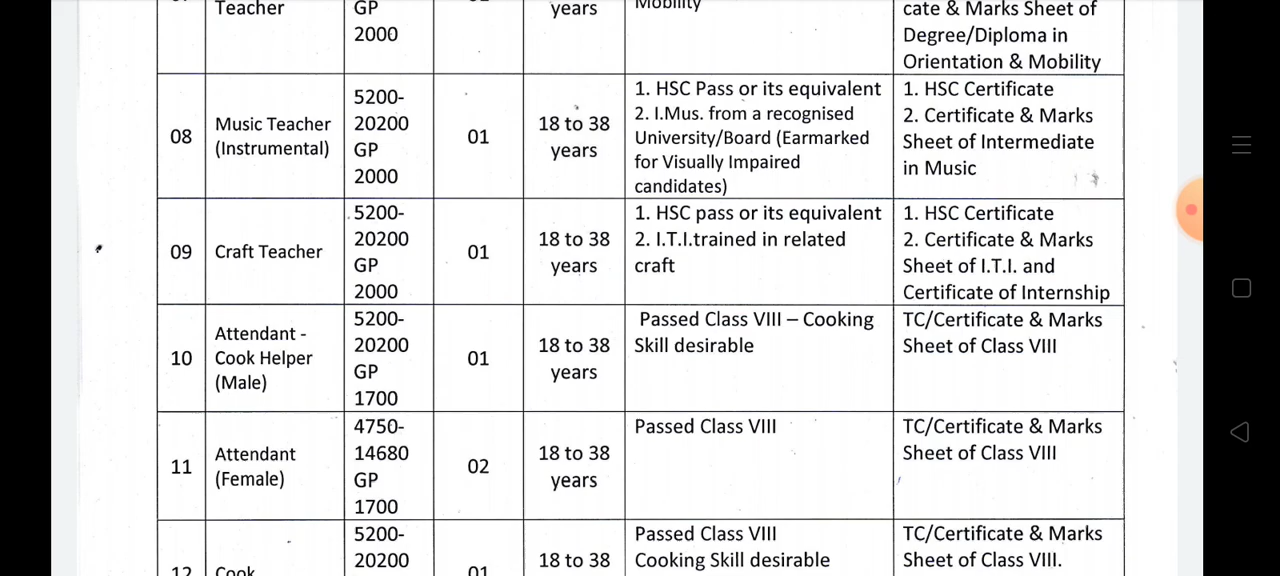 Teacher
GP
2000
years
Mobility
cate & Marks Sheet of
Degree/Diploma in
Orientation & Mobility
08
Music Teacher
(Instrumental)
5200-
20200
GP
2000
01
18 to 38
years
1. HSC Pass or its equivalent
2. I.Mus. from a recognised
University/Board (Earmarked
for Visually Impaired
candidates)
1. HSC Certificate
2. Certificate & Marks
Sheet of Intermediate
in Music
09
Craft Teacher
5200-
20200
GP
2000
01
18 to 38
years
1. HSC pass or its equivalent
2. I.T.I.trained in related
craft
1. HSC Certificate
2. Certificate & Marks
Sheet of I.T.I. and
Certificate of Internship
10
Attendant -
Cook Helper
(Male)
5200-
20200
GP
1700
01
18 to 38
years
Passed Class VIII – Cooking
Skill desirable
TC/Certificate & Marks
Sheet of Class VIII
11
Attendant
(Female)
4750-
14680
GP
1700
02
18 to 38
years
Passed Class VIII
TC/Certificate & Marks
Sheet of Class VIII
12
Cook
5200-
20200
01
18 to 38
Passed Class VIII
Cooking Skill desirable
TC/Certificate & Marks
Sheet of Class VIII.